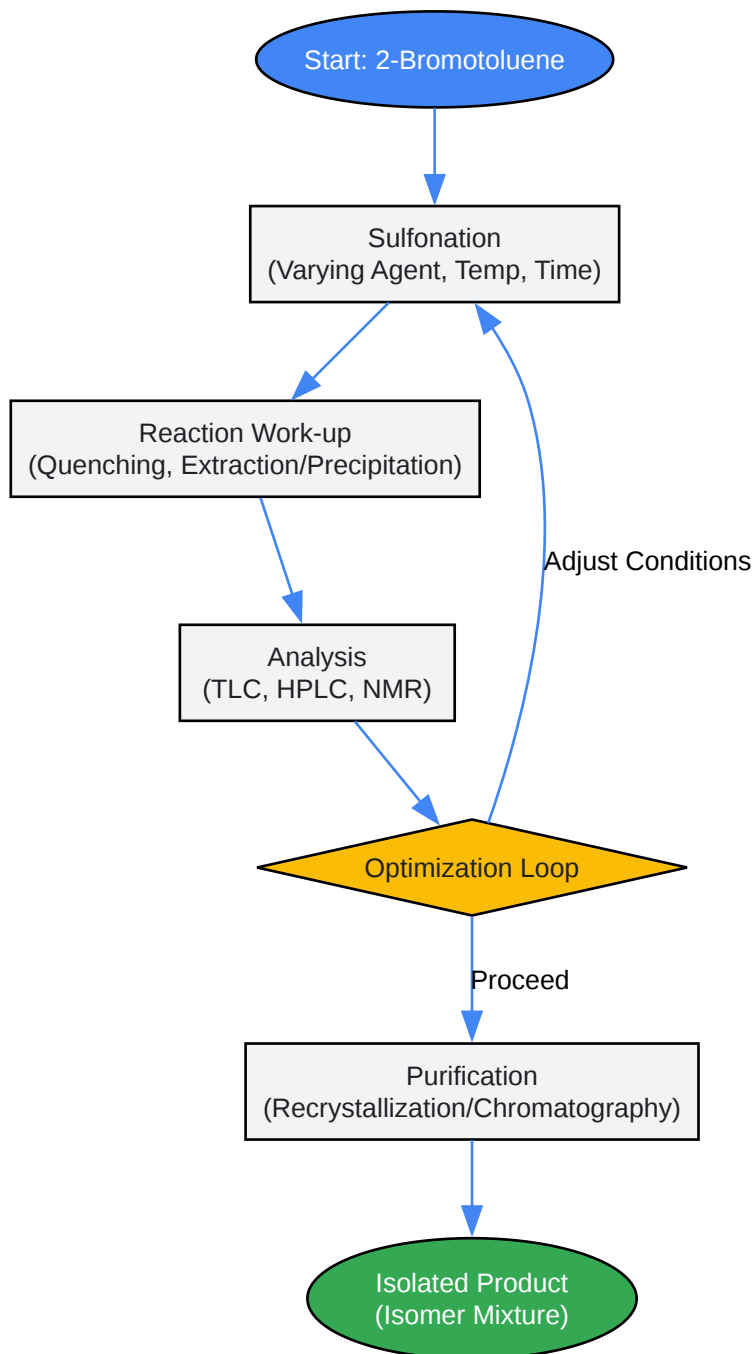 Start: 2-Bromotoluene
Sulfonation
(Varying Agent, Temp, Time)
Reaction Work-up
(Quenching, Extraction/Precipitation)
Adjust Conditions
Analysis
(TLC, HPLC, NMR)
Optimization Loop
Proceed
Purification
(Recrystallization/Chromatography)
Isolated Product
(Isomer Mixture)